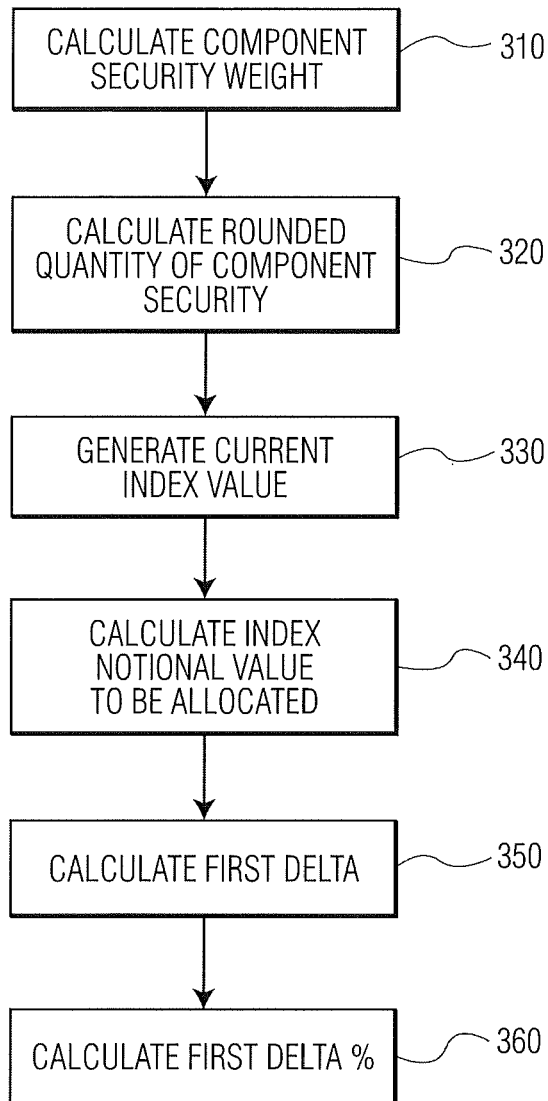 CALCULATE COMPONENT
SECURITY WEIGHT
310
CALCULATE ROUNDED
QUANTITY OF COMPONENT
SECURITY
320
GENERATE CURRENT
INDEX VALUE
330
CALCULATE INDEX
NOTIONAL VALUE
TO BE ALLOCATED
340
CALCULATE FIRST DELTA
350
CALCULATE FIRST DELTA %
360